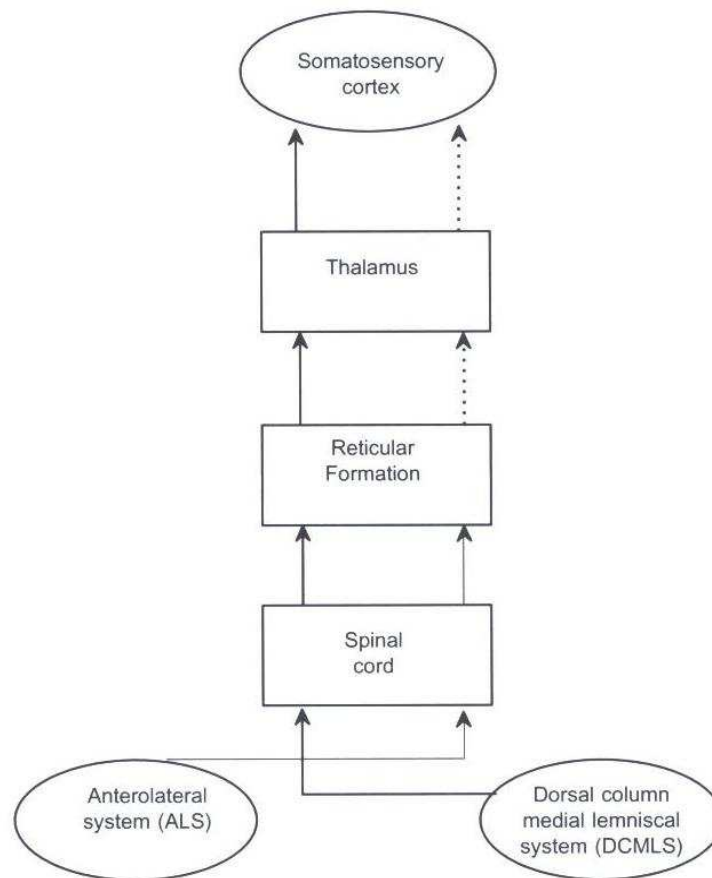 Somatosensory
cortex
Thalamus
Reticular
Formation
Spinal
cord
Anterolateral
system (ALS)
Dorsal column
medial lemniscal
system (DCMLS)